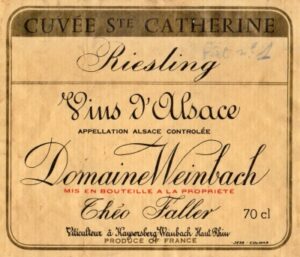 CUVÉE STE CATHERINE
Riesling
Vins d'Alsace
APPELLATION ALSACE CONTROLÉE
Domaine Weinbach
MIS EN BOUTEILLE A LA PROPRIÉTÉ
Théo Faller
70 cl
Viticulteur à Kaysersberg Weinbach Haut Rhin
PRODUCE OF FRANCE